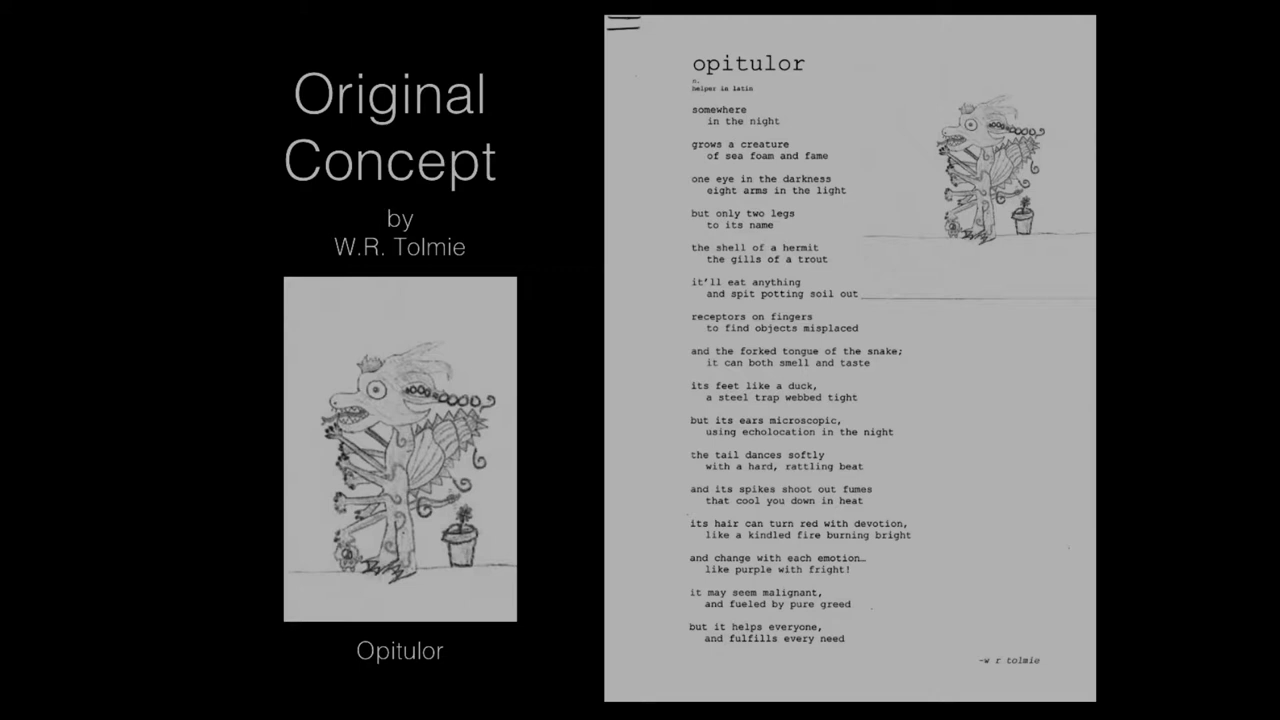 Original
Concept
by
W.R. Tolmie
Opitulor
opitulor
n.
helper in latin
somewhere
in the night
grows a creature
of sea foam and fame
one eye in the darkness
eight arms in the light
but only two legs
to its name
the shell of a hermit
the gills of a trout
it'll eat anything
and spit potting soil out
receptors on fingers
to find objects misplaced
and the forked tongue of the snake;
it can both smell and taste
its feet like a duck,
a steel trap webbed tight
but its ears microscopic,
using echolocation in the night
the tail dances softly
with a hard, rattling beat
and its spikes shoot out fumes
that cool you down in heat
its hair can turn red with devotion,
like a kindled fire burning bright
and change with each emotion…
like purple with fright!
it may seem malignant,
and fueled by pure greed
but it helps everyone,
and fulfills every need
-w r tolmie